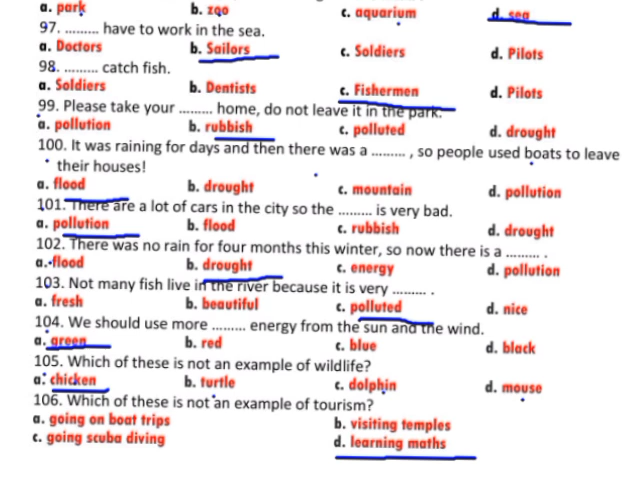 a. park b. zoo c. aquarium d. sea
97. ......... have to work in the sea.
a. Doctors b. Sailors c. Soldiers d. Pilots
98. ......... catch fish.
a. Soldiers b. Dentists c. Fishermen d. Pilots
99. Please take your ......... home, do not leave it in the park.
a. pollution b. rubbish c. polluted d. drought
100. It was raining for days and then there was a ......... , so people used boats to leave
their houses!
a. flood b. drought c. mountain d. pollution
101. There are a lot of cars in the city so the ......... is very bad.
a. pollution b. flood c. rubbish d. drought
102. There was no rain for four months this winter, so now there is a ......... .
a. flood b. drought c. energy d. pollution
103. Not many fish live in the river because it is very ......... .
a. fresh b. beautiful c. polluted d. nice
104. We should use more ......... energy from the sun and the wind.
a. green b. red c. blue d. black
105. Which of these is not an example of wildlife?
a. chicken b. turtle c. dolphin d. mouse
106. Which of these is not an example of tourism?
a. going on boat trips b. visiting temples
c. going scuba diving d. learning maths